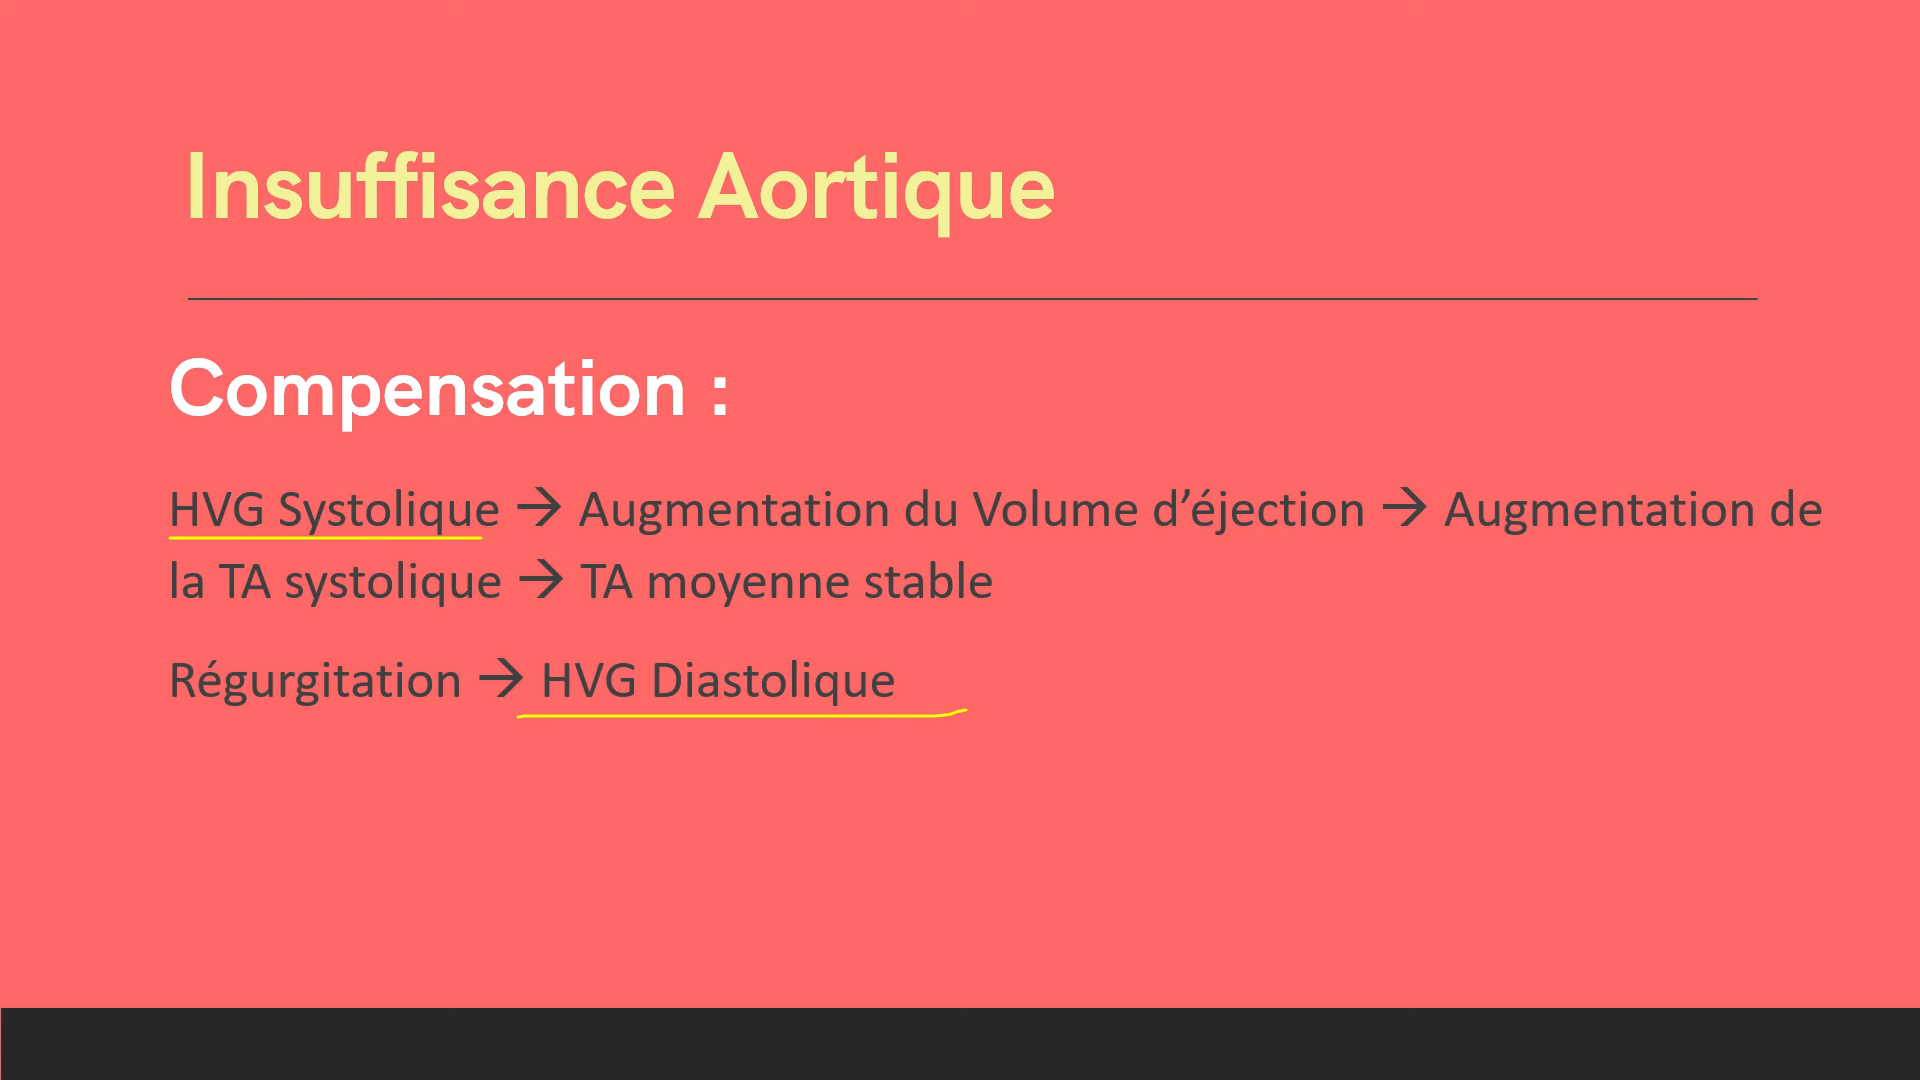 Insuffisance Aortique
Compensation :
HVG Systolique → Augmentation du Volume d’éjection → Augmentation de
la TA systolique → TA moyenne stable
Régurgitation → HVG Diastolique